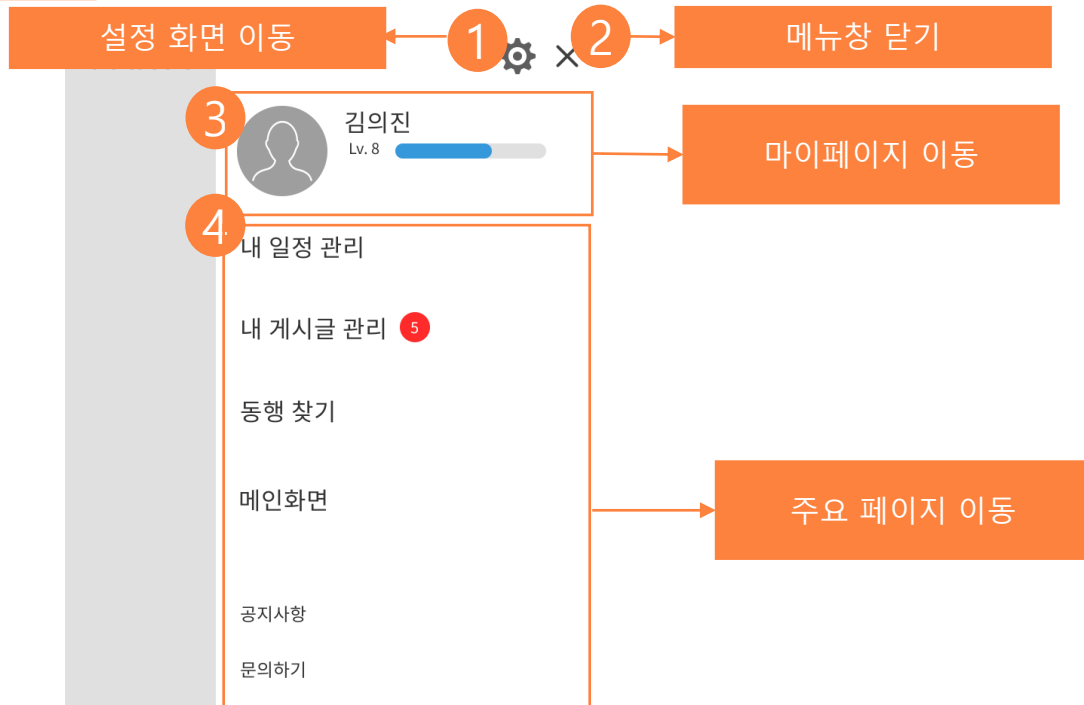 설정 화면 이동
1
2
메뉴창 닫기
3
김의진
Lv. 8
마이페이지 이동
4
내 일정 관리
내 게시글 관리 5
동행 찾기
메인화면
주요 페이지 이동
공지사항
문의하기